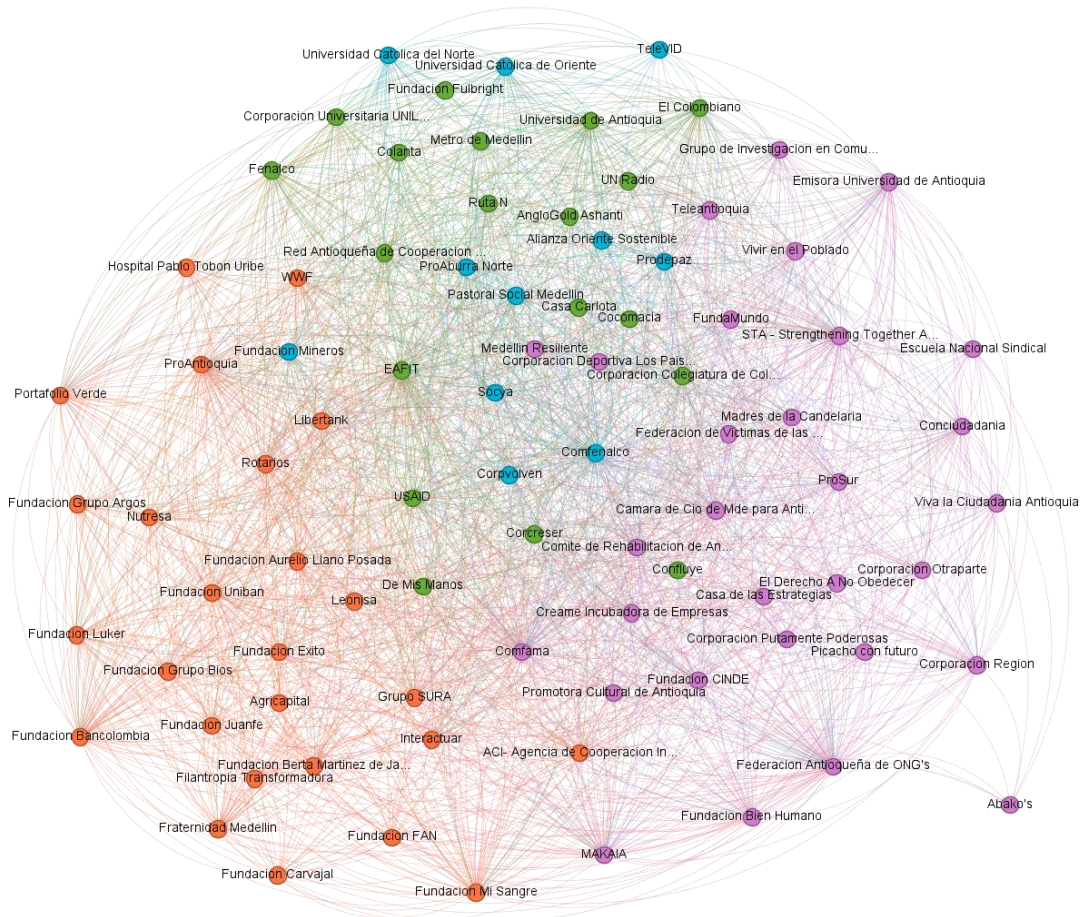 TeleVID
Universidad Catolica del Norte
Universidad Catolica de Oriente
Fundacion Fulbright
El Colombiano
Corporacion Universitaria UNIL...
Universidad de Antioquia
Metro de Medellin
Colanta
Grupo de Investigacion en Comu...
Fenalco
UN Radio
Emisora Universidad de Antioquia
Ruta N
Teleantioquia
AngloGold Ashanti
Alianza Oriente Sostenible
Red Antioqueña de Cooperacion ...
Vivir en el Poblado
Prodepaz
Hospital Pablo Tobon Uribe
ProAburra Norte
WWF
Pastoral Social Medellin
Casa Carlota
Cocomacia
FundaMundo
STA - Strengthening Together A...
Medellin Resiliente
Escuela Nacional Sindical
Fundacion Mineros
Corporacion Deportiva Los Pais...
ProAntioquia
EAFIT
Corporacion Colegiatura de Col...
Portafolio Verde
Socya
Libertank
Madres de la Candelaria
Conciudadania
Federacion de Victimas de las ...
Comfenalco
Rotarios
Corpvolven
ProSur
USAID
Fundacion Grupo Argos
Viva la Ciudadania Antioquia
Camara de Cio de Mde para Anti...
Nutresa
Corcreser
Comite de Rehabilitacion de An...
Fundacion Aurelio Llano Posada
Confluye
Corporacion Otraparte
El Derecho A No Obedecer
De Mis Manos
Fundacion Uniban
Casa de las Estrategias
Leonisa
Creame Incubadora de Empresas
Fundacion Luker
Corporacion Putamente Poderosas
Fundacion Exito
Comfama
Picacho con futuro
Corporacion Region
Fundacion Grupo Bios
Fundacion CINDE
Promotora Cultural de Antioquia
Grupo SURA
Agricapital
Fundacion Juanfe
Fundacion Bancolombia
Interactuar
ACI- Agencia de Cooperacion In...
Fundacion Berta Martinez de Ja...
Federacion Antioqueña de ONG's
Filantropia Transformadora
Abako's
Fundacion Bien Humano
Fraternidad Medellin
Fundacion FAN
MAKAIA
Fundacion Carvajal
Fundacion Mi Sangre